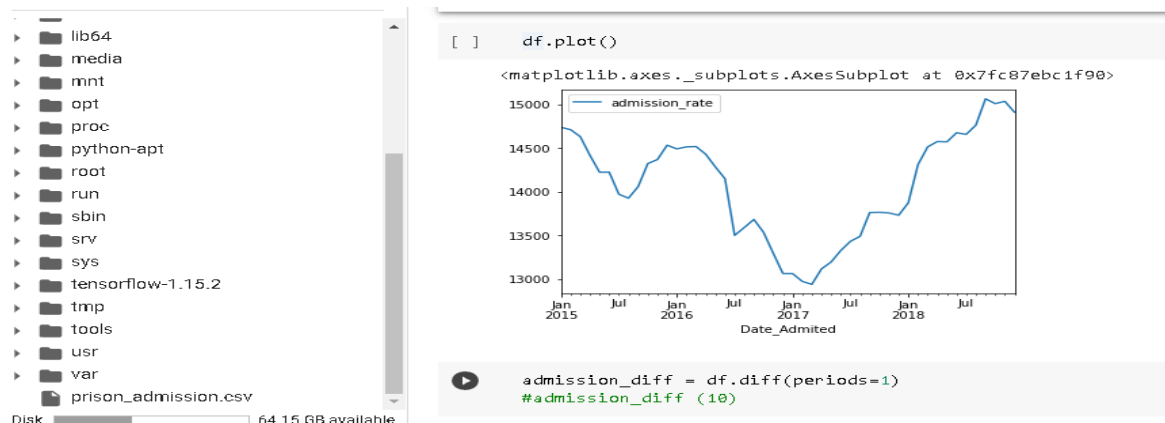 lib64
media
mnt
opt
proc
python-apt
root
run
sbin
srv
sys
tensorflow-1.15.2
tmp
tools
usr
var
prison_admission.csv
Disk 64.15 GB available
[ ] df.plot()
<matplotlib.axes._subplots.AxesSubplot at 0x7fc87ebc1f90>
admission_rate
15000
14500
14000
13500
13000
Jan Jul Jan Jul Jan Jul Jan Jul
2015 2016 2017 2018
Date_Admited
admission_diff = df.diff(periods=1)
#admission_diff (10)